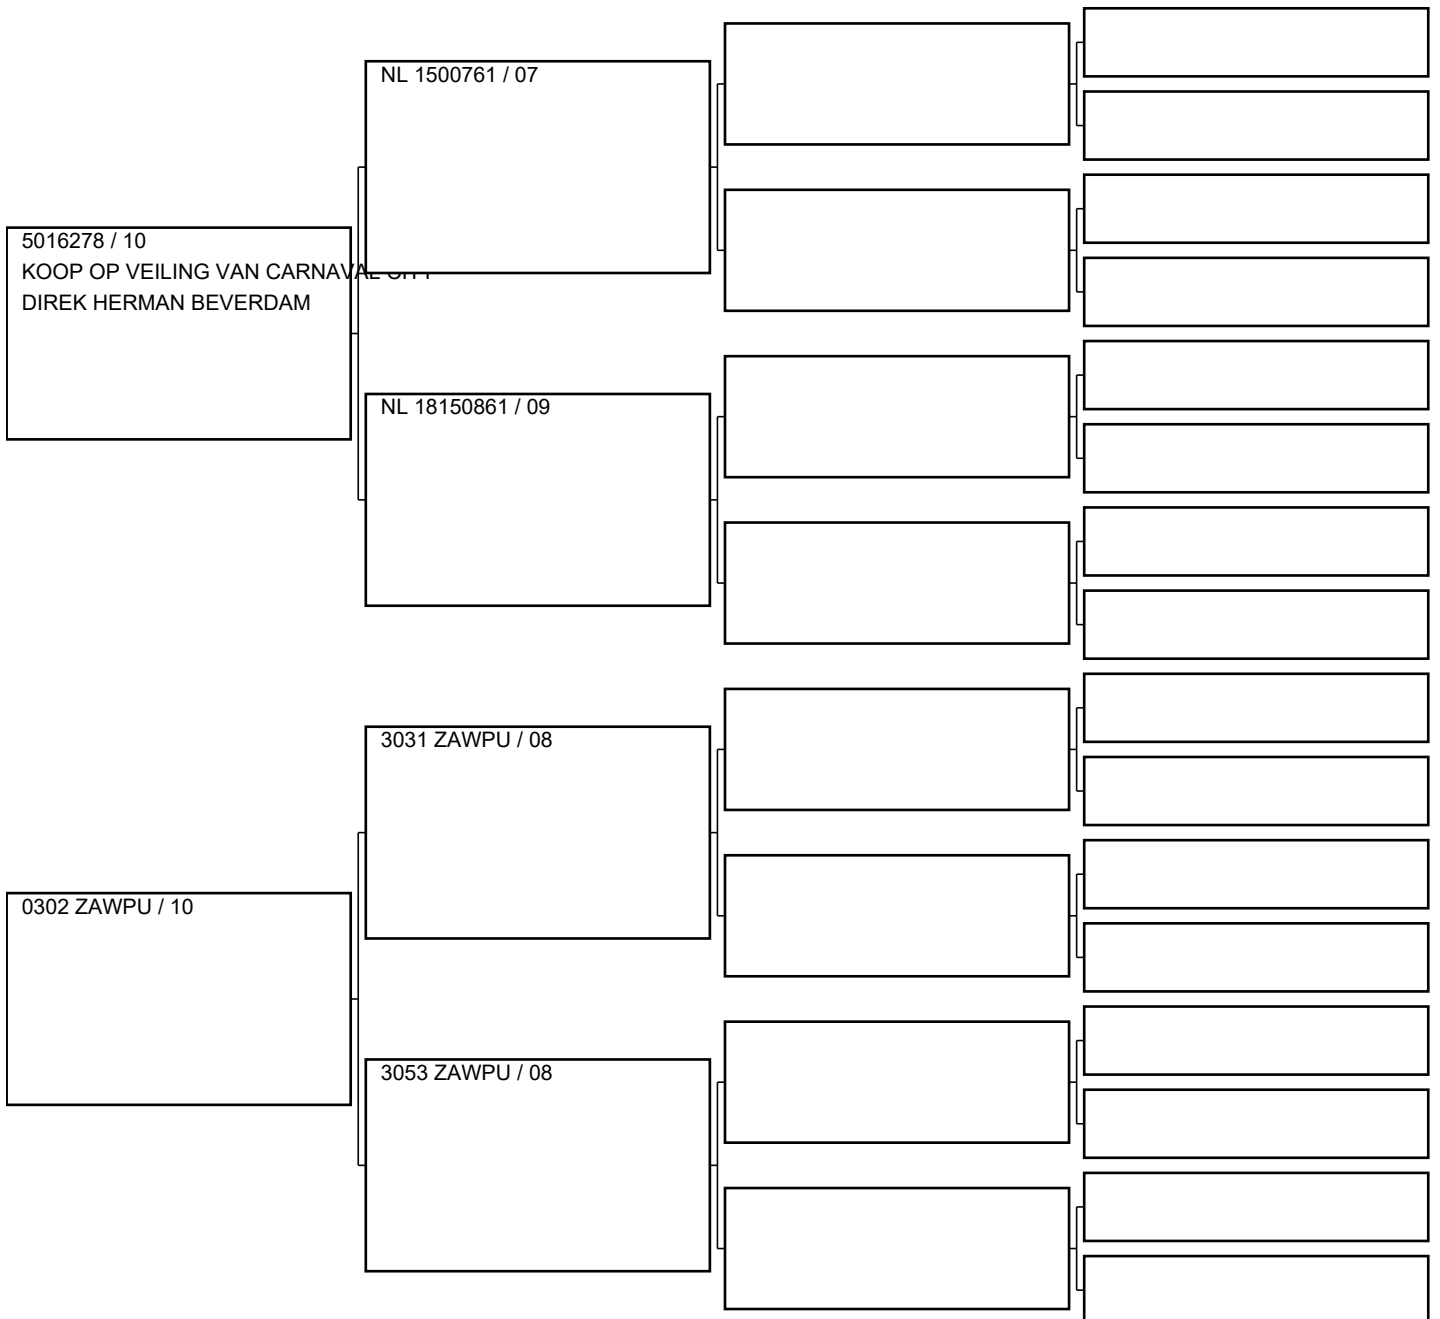 NL 1500761 / 07
5016278 / 10
KOOP OP VEILING VAN CARNAVAL CITY
DIREK HERMAN BEVERDAM
NL 18150861 / 09
3031 ZAWPU / 08
0302 ZAWPU / 10
3053 ZAWPU / 08